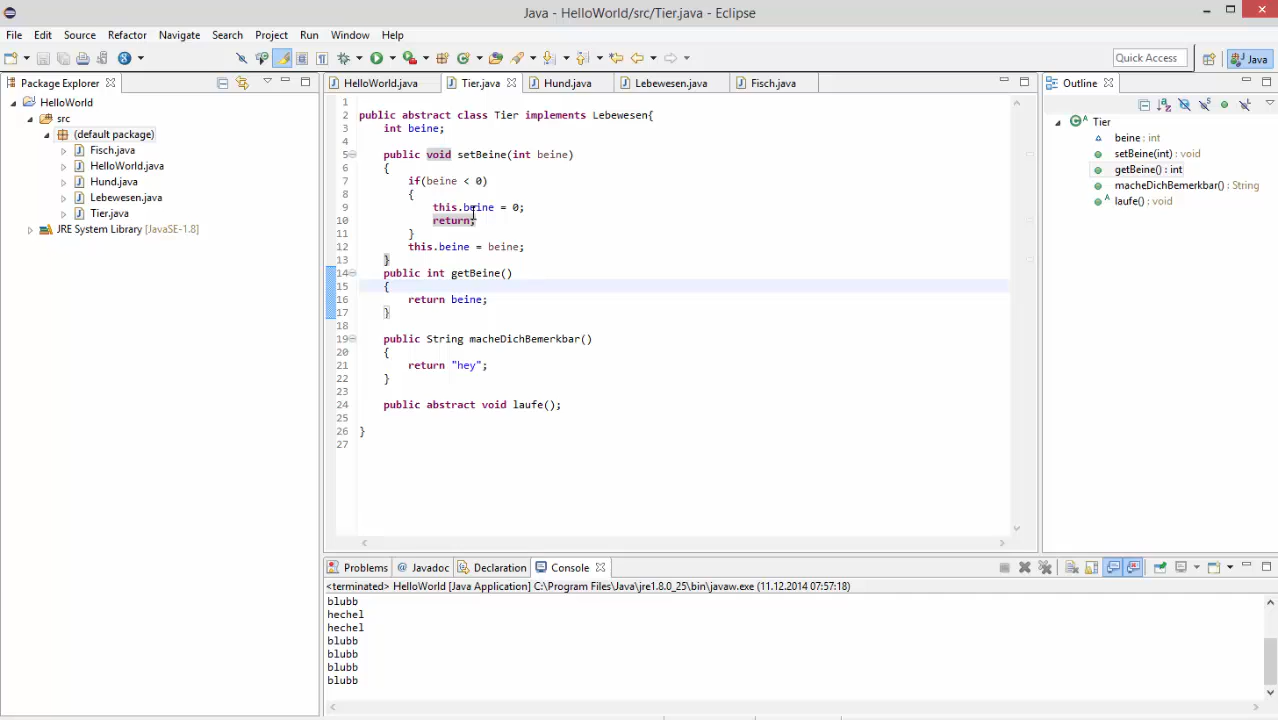 Java - HelloWorld/src/Tier.java - Eclipse
File Edit Source Refactor Navigate Search Project Run Window Help
Quick Access Java
Package Explorer
HelloWorld
src
(default package)
Fisch.java
HelloWorld.java
Hund.java
Lebewesen.java
Tier.java
JRE System Library [JavaSE-1.8]
HelloWorld.java Tier.java Hund.java Lebewesen.java Fisch.java
1
2 public abstract class Tier implements Lebewesen{
3 int beine;
4
5 public void setBeine(int beine)
6 {
7 if(beine < 0)
8 {
9 this.beine = 0;
10 return;
11 }
12 this.beine = beine;
13 }
14 public int getBeine()
15 {
16 return beine;
17 }
18
19 public String macheDichBemerkbar()
20 {
21 return "hey";
22 }
23
24 public abstract void laufe();
25
26 }
27
Outline
Tier
beine : int
setBeine(int) : void
getBeine() : int
macheDichBemerkbar() : String
laufe() : void
Problems Javadoc Declaration Console
<terminated> HelloWorld [Java Application] C:\Program Files\Java\jre1.8.0_25\bin\javaw.exe (11.12.2014 07:57:18)
blubb
hechel
hechel
blubb
blubb
blubb
blubb